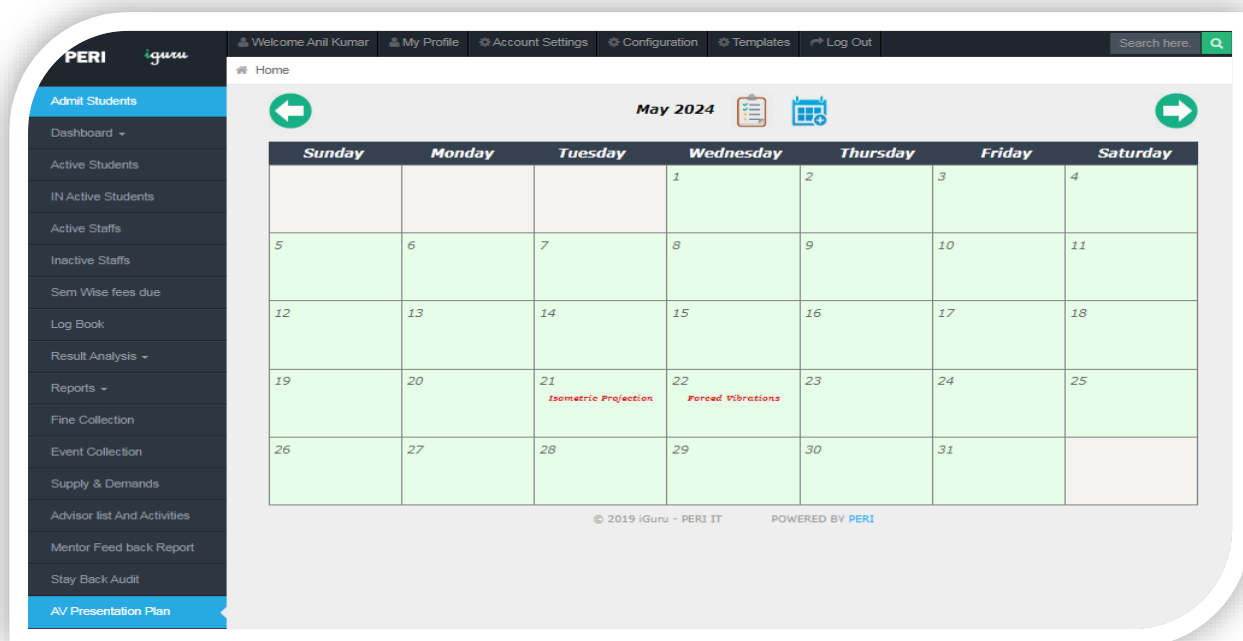 PERI iguru
Welcome Anil Kumar My Profile Account Settings Configuration Templates Log Out Search here.
Home
Admit Students
Dashboard
Active Students
IN Active Students
Active Staffs
Inactive Staffs
Sem Wise fees due
Log Book
Result Analysis
Reports
Fine Collection
Event Collection
Supply & Demands
Advisor list And Activities
Mentor Feed back Report
Stay Back Audit
AV Presentation Plan
May 2024
Sunday Monday Tuesday Wednesday Thursday Friday Saturday
1 2 3 4
5 6 7 8 9 10 11
12 13 14 15 16 17 18
19 20 21 22 23 24 25
Isometric Projection Forced Vibrations
26 27 28 29 30 31
© 2019 iGuru - PERI IT POWERED BY PERI